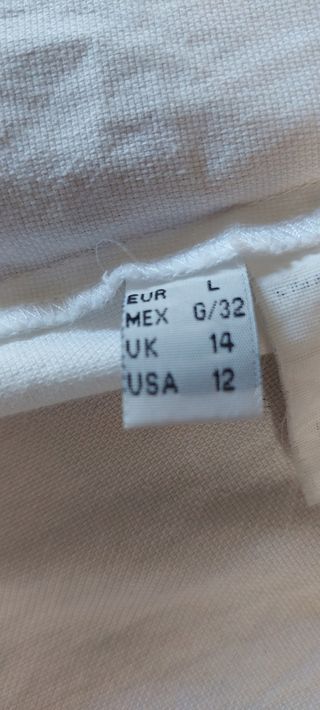 EUR L
MEX G/32
UK 14
USA 12